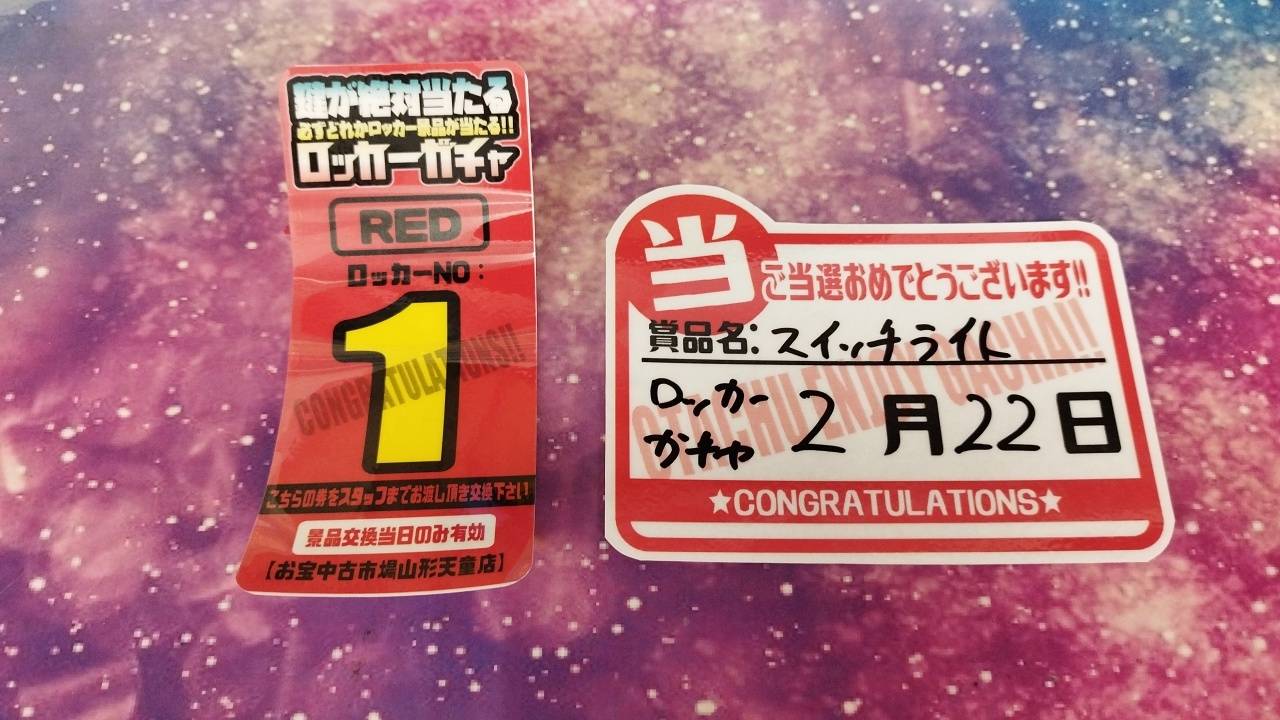 鍵が絶対当たる
必ずどれかロッカー景品が当たる!!
ロッカーガチャ
RED
ロッカーNO:
1
CONGRATULATIONS!!
こちらの券をスタッフまでお渡し頂き交換下さい
景品交換当日のみ有効
【お宝中古市場山形天童店】
当
ご当選おめでとうございます!!
賞品名:スイッチライト
OTACHU ENJOY GACHA!!
ロッカー
ガチャ
2月22日
★CONGRATULATIONS★